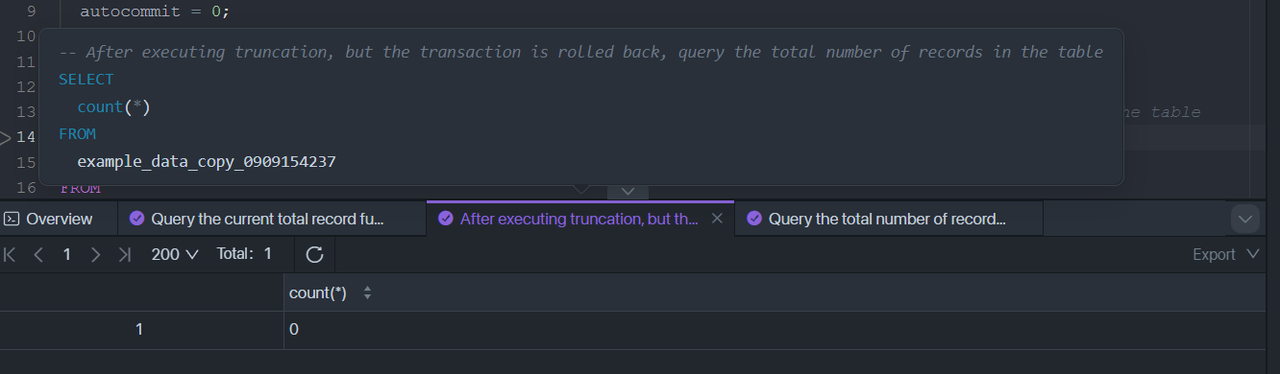 9 autocommit = 0;
10
-- After executing truncation, but the transaction is rolled back, query the total number of records in the table
11
SELECT
12
count(*)
13 he table
FROM
14
example_data_copy_0909154237
15
16 FROM
Overview Query the current total record fu... After executing truncation, but th... Query the total number of record...
1 200 Total: 1 Export
count(*)
1 0